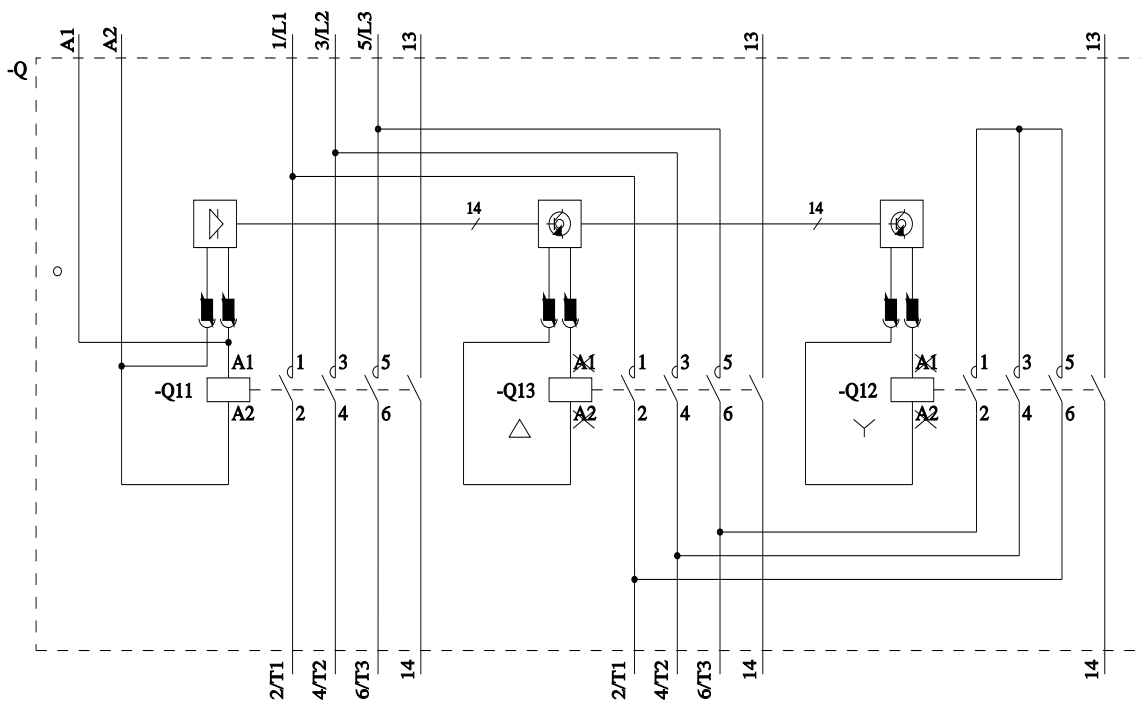 A1 A2 1/L1 3/L2 5/L3 13 13 13
-Q
14 14
A1 1 3 5 A1 1 3 5 A1 1 3 5
-Q11 -Q13 -Q12
A2 2 4 6 A2 2 4 6 A2 2 4 6
2/T1 4/T2 6/T3 14 2/T1 4/T2 6/T3 14 14